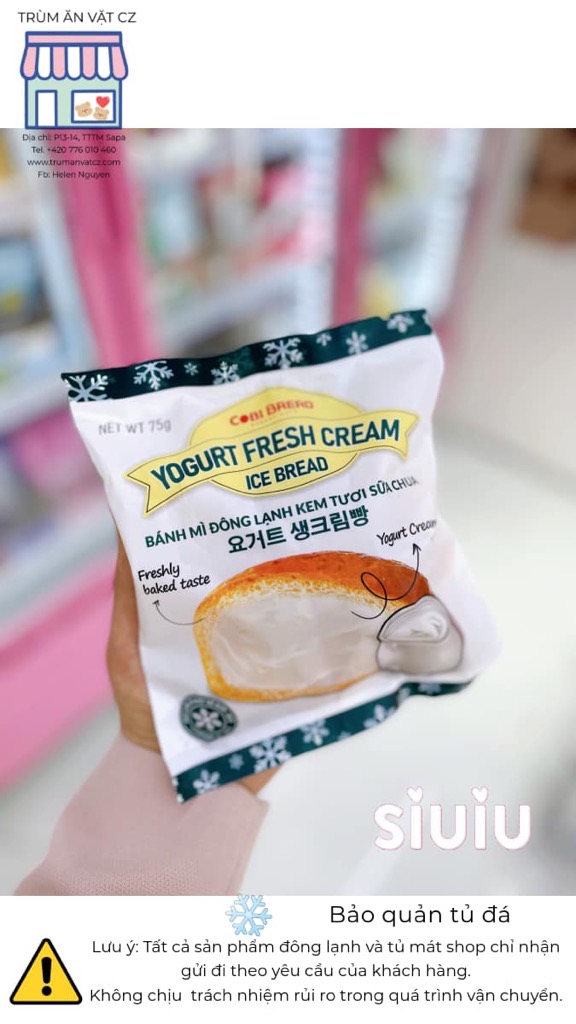 TRÙM ĂN VẶT CZ
Địa chỉ: P13-14, TTTM Sapa
Tel. +420 776 010 460
www.trumanvatcz.com
Fb: Helen Nguyen
NET WT 75g
COBI BREAD
YOGURT FRESH CREAM
ICE BREAD
BÁNH MÌ ĐÔNG LẠNH KEM TƯƠI SỮA CHUA
요거트 생크림빵
Yogurt Cream
Freshly
baked taste
siuiu
Bảo quản tủ đá
Lưu ý: Tất cả sản phẩm đông lạnh và tủ mát shop chỉ nhận
gửi đi theo yêu cầu của khách hàng.
Không chịu trách nhiệm rủi ro trong quá trình vận chuyển.